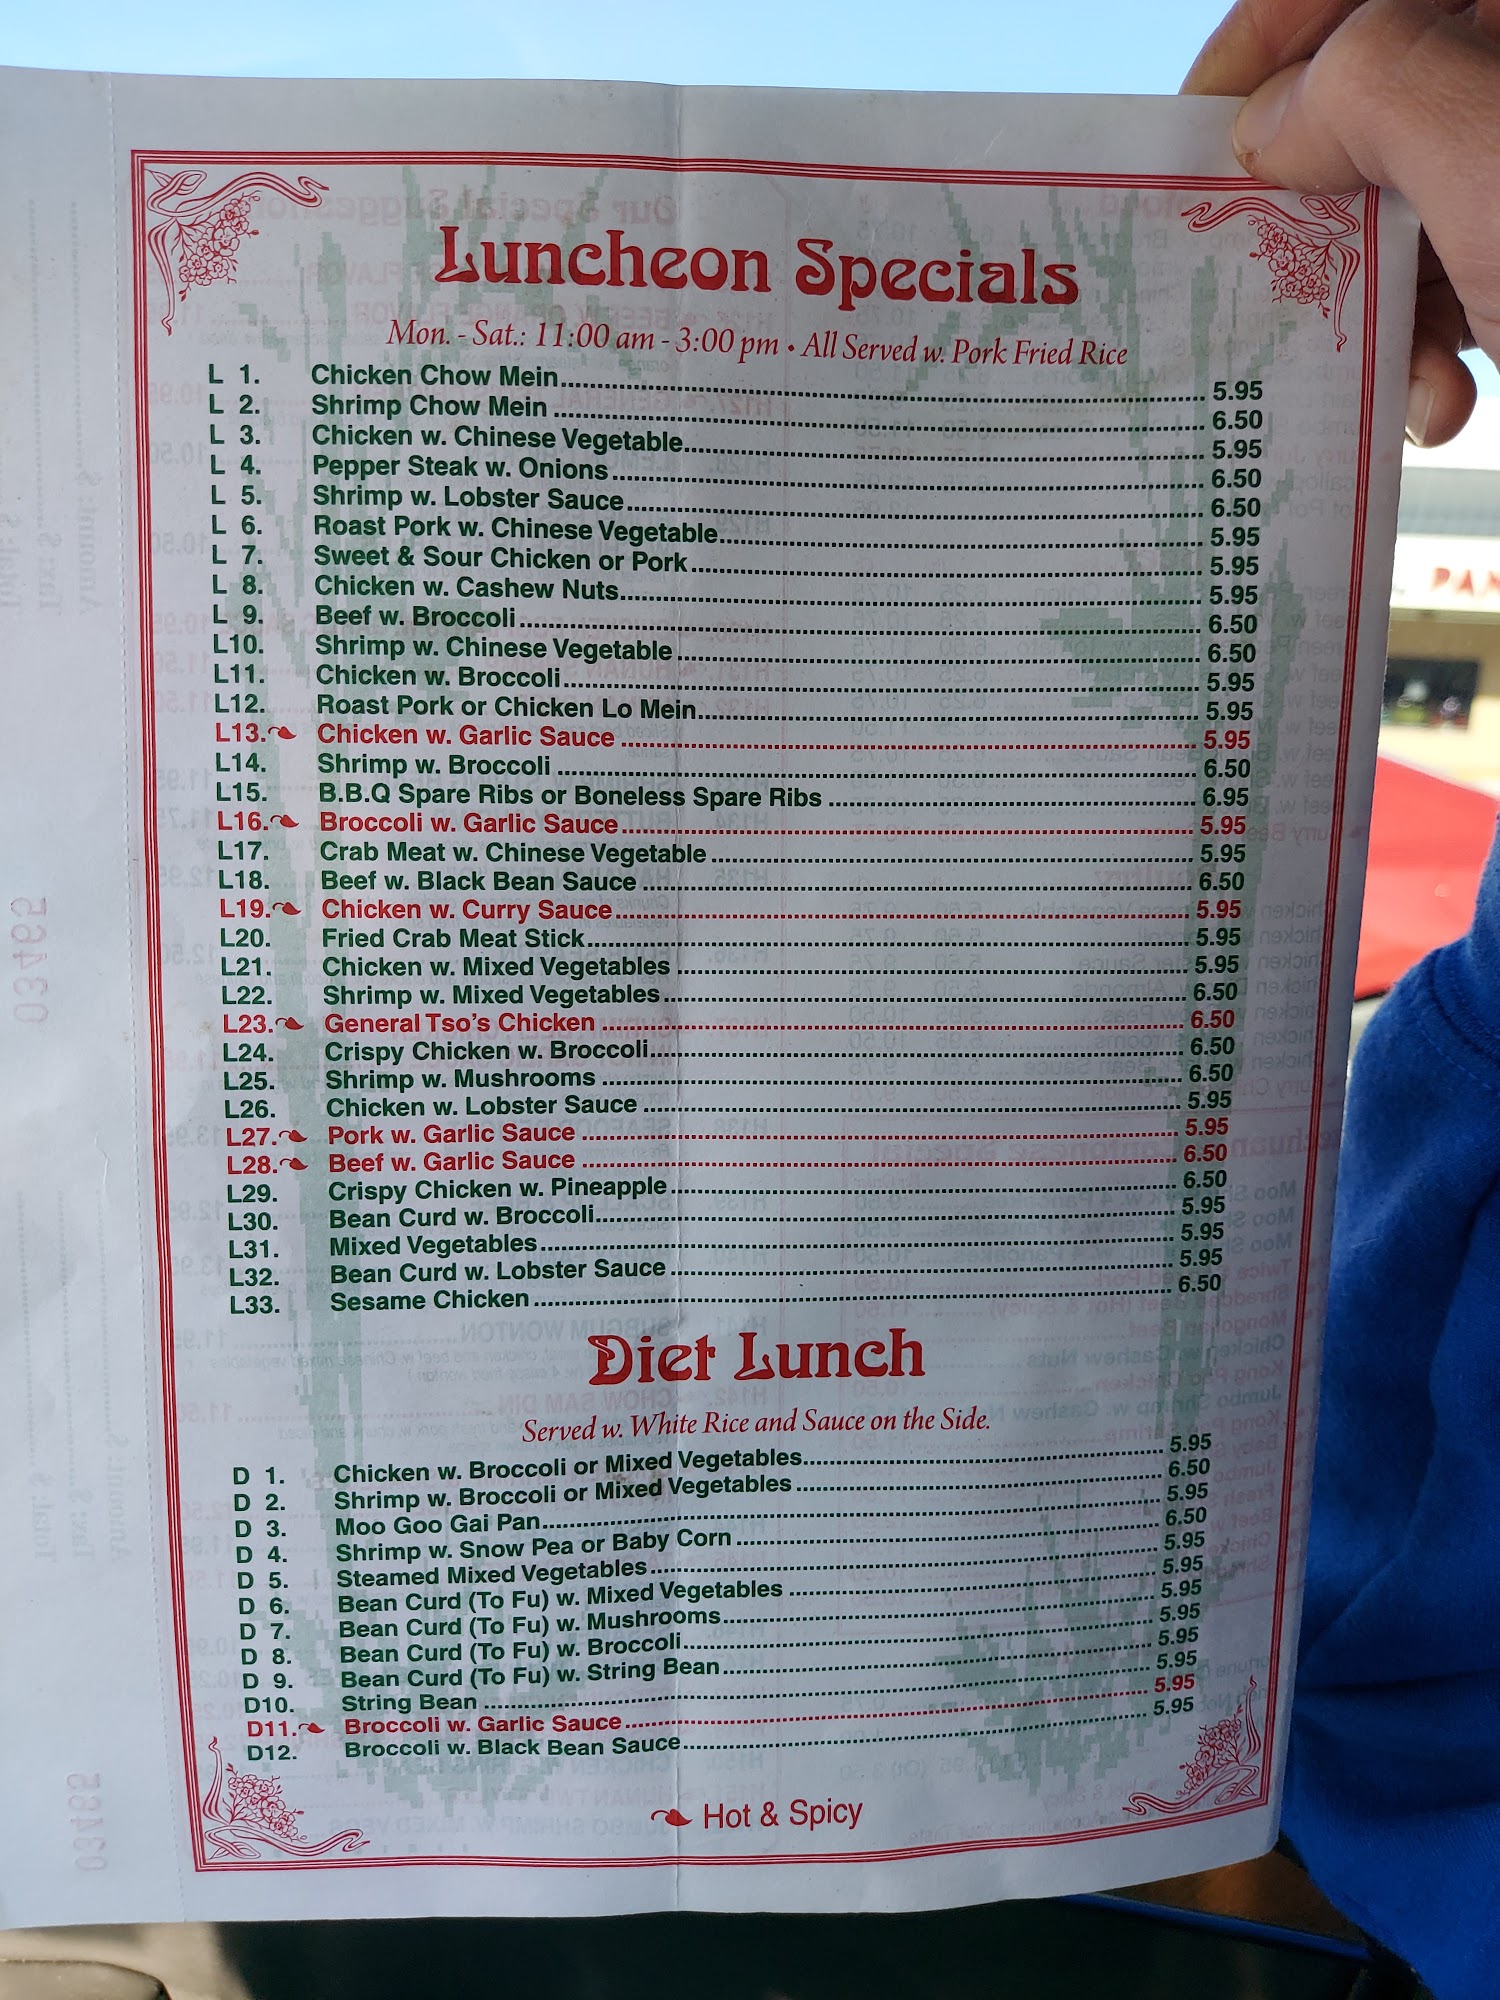 Luncheon Specials
Mon. - Sat.: 11:00 am - 3:00 pm • All Served w. Pork Fried Rice
L 1. Chicken Chow Mein 5.95
L 2. Shrimp Chow Mein 6.50
L 3. Chicken w. Chinese Vegetable 5.95
L 4. Pepper Steak w. Onions 6.50
L 5. Shrimp w. Lobster Sauce 6.50
L 6. Roast Pork w. Chinese Vegetable 5.95
L 7. Sweet & Sour Chicken or Pork 5.95
L 8. Chicken w. Cashew Nuts 5.95
L 9. Beef w. Broccoli 6.50
L10. Shrimp w. Chinese Vegetable 6.50
L11. Chicken w. Broccoli 5.95
L12. Roast Pork or Chicken Lo Mein 5.95
L13. Chicken w. Garlic Sauce 5.95
L14. Shrimp w. Broccoli 6.50
L15. B.B.Q Spare Ribs or Boneless Spare Ribs 6.95
L16. Broccoli w. Garlic Sauce 5.95
L17. Crab Meat w. Chinese Vegetable 5.95
L18. Beef w. Black Bean Sauce 6.50
L19. Chicken w. Curry Sauce 5.95
L20. Fried Crab Meat Stick 5.95
L21. Chicken w. Mixed Vegetables 5.95
L22. Shrimp w. Mixed Vegetables 6.50
L23. General Tso's Chicken 6.50
L24. Crispy Chicken w. Broccoli 6.50
L25. Shrimp w. Mushrooms 6.50
L26. Chicken w. Lobster Sauce 5.95
L27. Pork w. Garlic Sauce 5.95
L28. Beef w. Garlic Sauce 6.50
L29. Crispy Chicken w. Pineapple 6.50
L30. Bean Curd w. Broccoli 5.95
L31. Mixed Vegetables 5.95
L32. Bean Curd w. Lobster Sauce 5.95
L33. Sesame Chicken 6.50
Diet Lunch
Served w. White Rice and Sauce on the Side.
D 1. Chicken w. Broccoli or Mixed Vegetables 5.95
D 2. Shrimp w. Broccoli or Mixed Vegetables 6.50
D 3. Moo Goo Gai Pan 5.95
D 4. Shrimp w. Snow Pea or Baby Corn 6.50
D 5. Steamed Mixed Vegetables 5.95
D 6. Bean Curd (To Fu) w. Mixed Vegetables 5.95
D 7. Bean Curd (To Fu) w. Mushrooms 5.95
D 8. Bean Curd (To Fu) w. Broccoli 5.95
D 9. Bean Curd (To Fu) w. String Bean 5.95
D10. String Bean 5.95
D11. Broccoli w. Garlic Sauce 5.95
D12. Broccoli w. Black Bean Sauce 5.95
Hot & Spicy
03465
03465